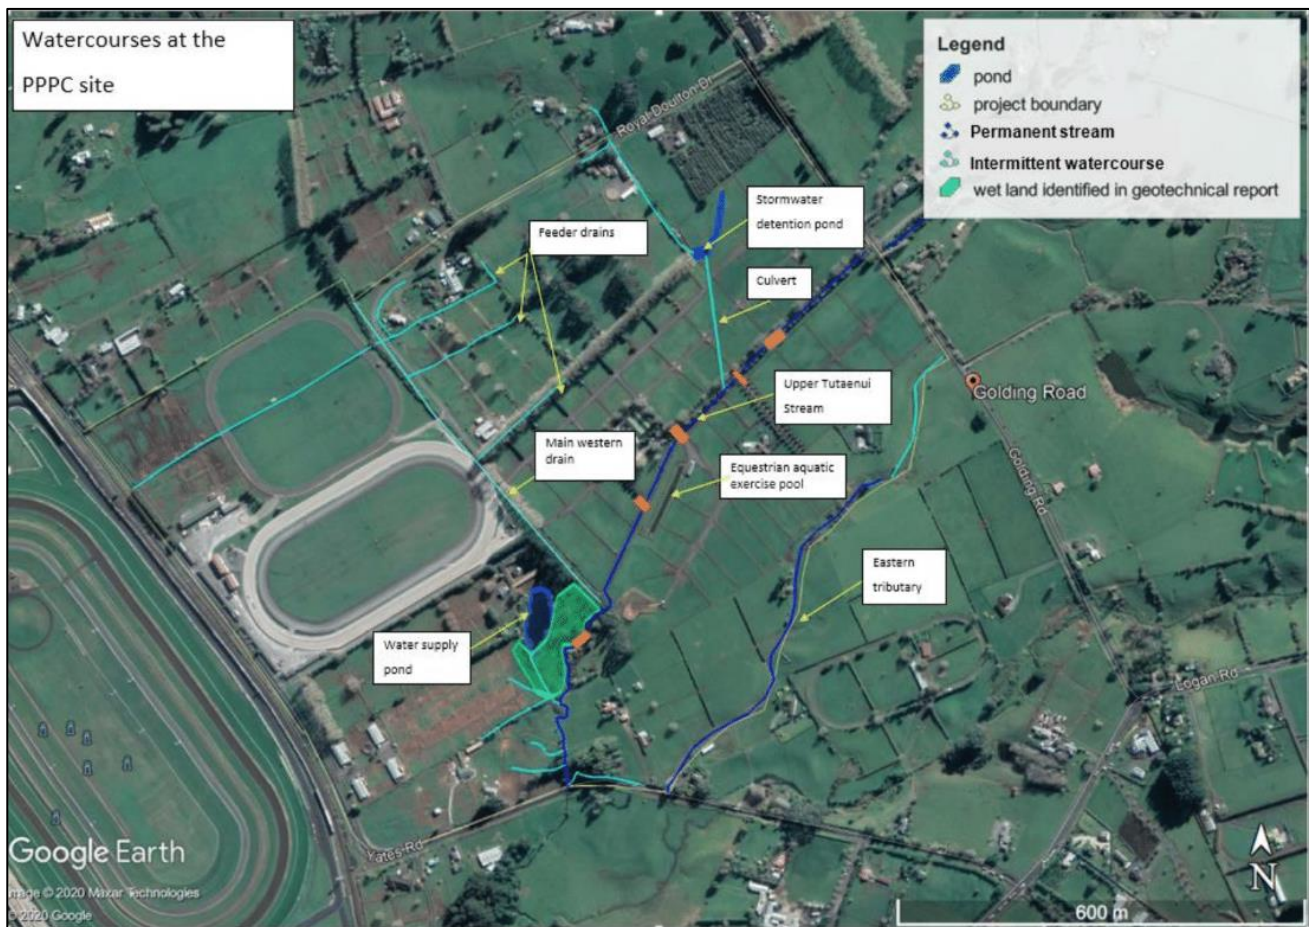 Watercourses at the
PPPC site
Legend
pond
project boundary
Permanent stream
Intermittent watercourse
wet land identified in geotechnical report
Royal Doulton Dr
Stormwater
detention pond
Feeder drains
Culvert
Golding Road
Upper Tutaenui
Stream
Main western
drain
Equestrian aquatic
exercise pool
Golding Rd
Eastern
tributary
Water supply
pond
Logan Rd
Yates Rd
Google Earth
Image © 2020 Maxar Technologies
© 2020 Google
N
600 m